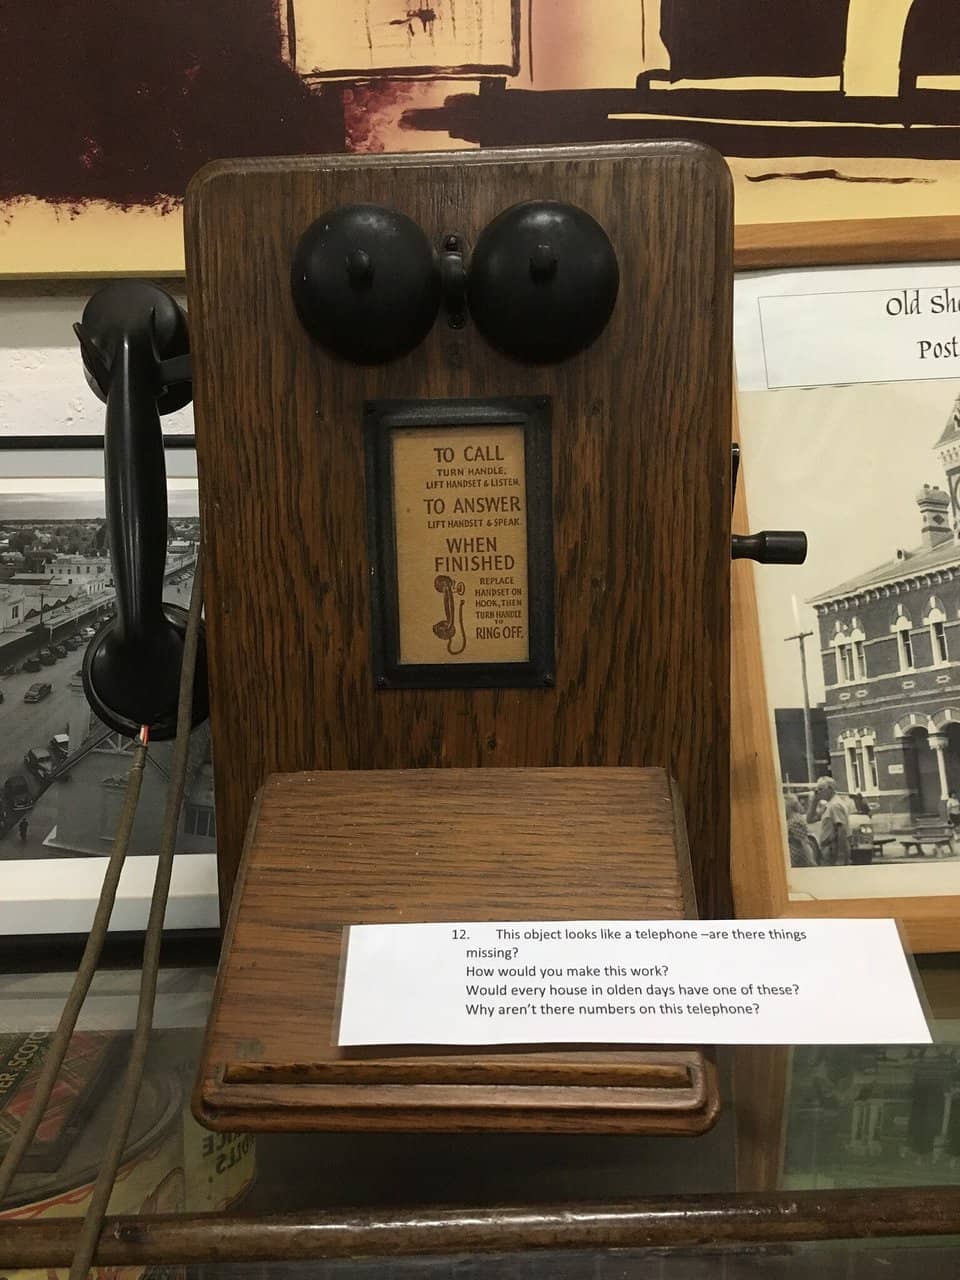 Old
Post
TO CALL
TURN HANDLE,
LIFT HANDSET & LISTEN.
TO ANSWER
LIFT HANDSET & SPEAK.
WHEN
FINISHED
REPLACE
HANDSET ON
HOOK, THEN
TURN HANDLE
TO
RING OFF.
12. This object looks like a telephone –are there things
missing?
How would you make this work?
Would every house in olden days have one of these?
Why aren't there numbers on this telephone?